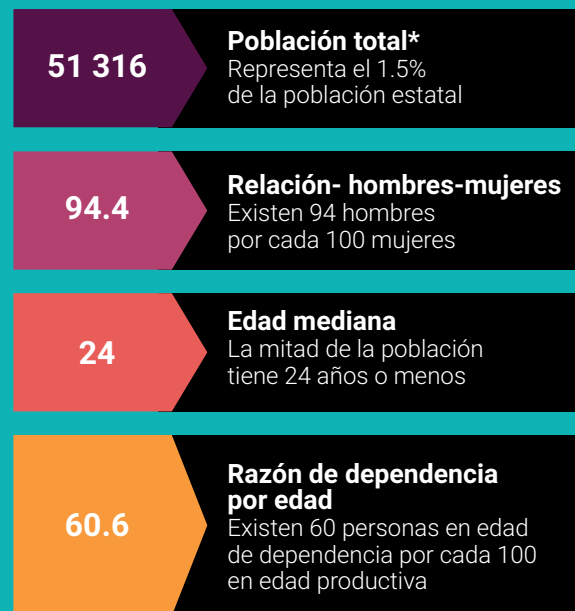 51 316
Población total*
Representa el 1.5%
de la población estatal
94.4
Relación- hombres-mujeres
Existen 94 hombres
por cada 100 mujeres
24
Edad mediana
La mitad de la población
tiene 24 años o menos
60.6
Razón de dependencia
por edad
Existen 60 personas en edad
de dependencia por cada 100
en edad productiva